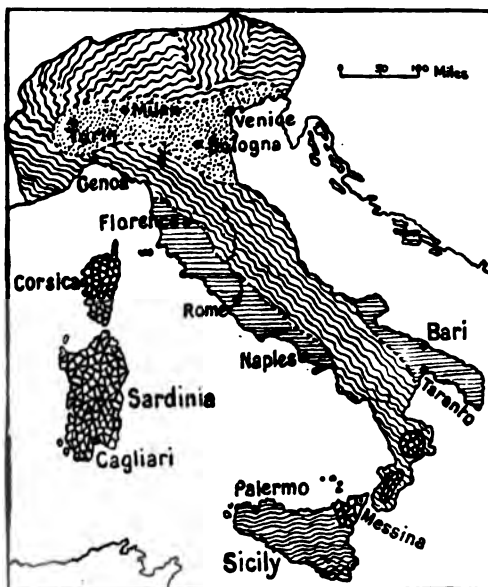 0 50 100 Miles
Milan
Venice
Turin
Bologna
Genoa
Florence
Corsica
Rome
Bari
Naples
Taranto
Sardinia
Cagliari
Palermo
Messina
Sicily